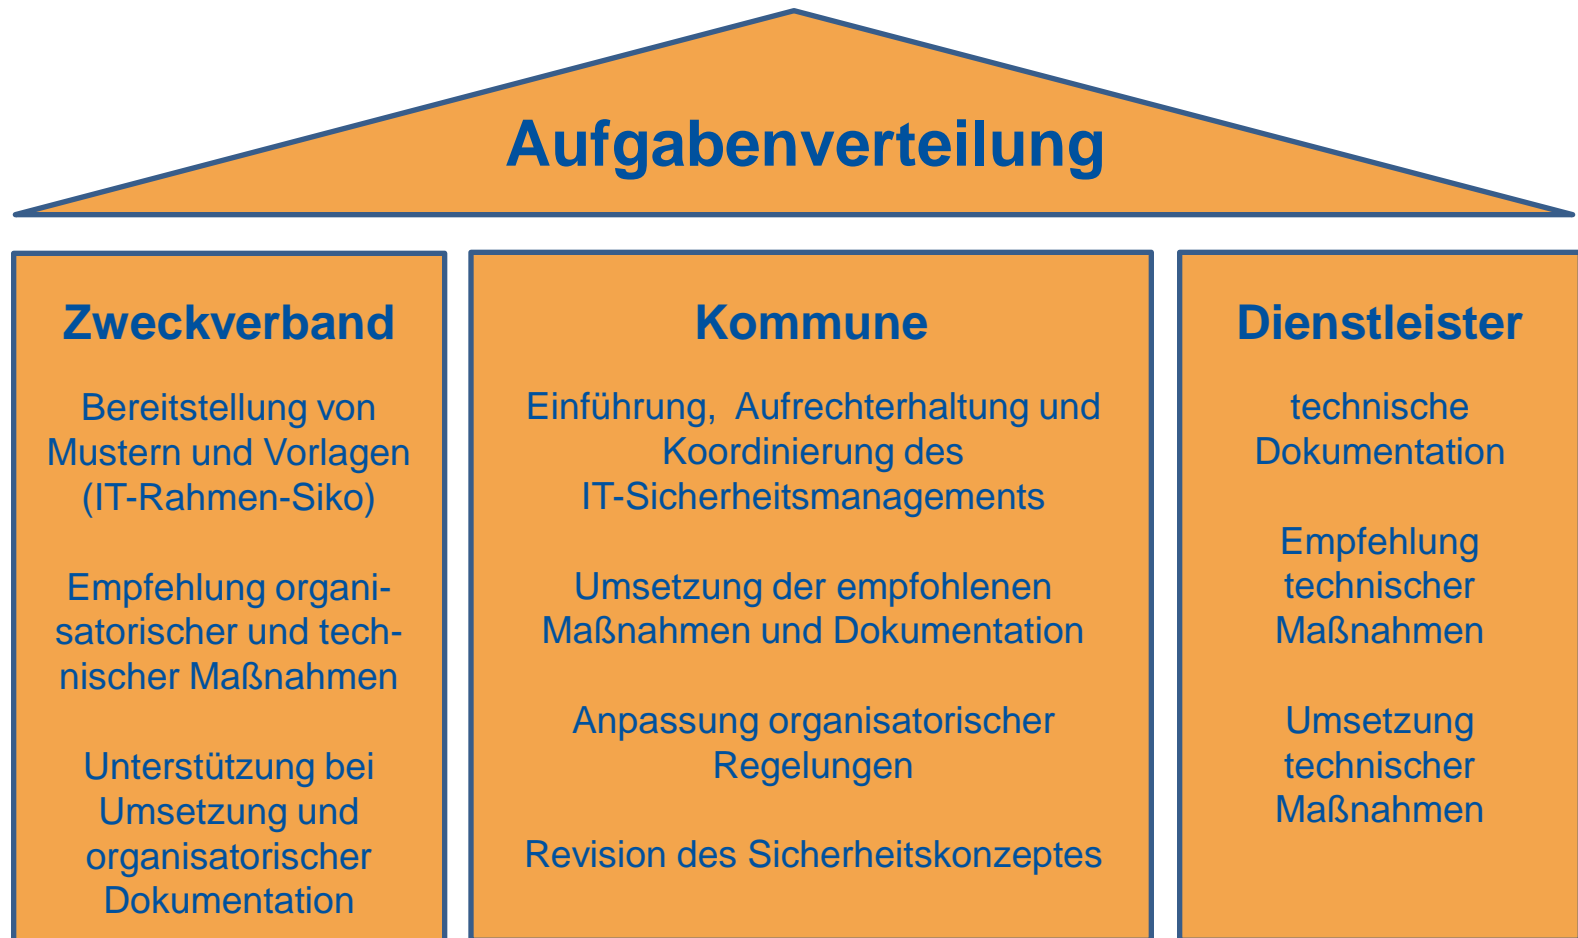 Aufgabenverteilung
Zweckverband
Bereitstellung von
Mustern und Vorlagen
(IT-Rahmen-Siko)
Empfehlung organi-
satorischer und tech-
nischer Maßnahmen
Unterstützung bei
Umsetzung und
organisatorischer
Dokumentation
Kommune
Einführung, Aufrechterhaltung und
Koordinierung des
IT-Sicherheitsmanagements
Umsetzung der empfohlenen
Maßnahmen und Dokumentation
Anpassung organisatorischer
Regelungen
Revision des Sicherheitskonzeptes
Dienstleister
technische
Dokumentation
Empfehlung
technischer
Maßnahmen
Umsetzung
technischer
Maßnahmen